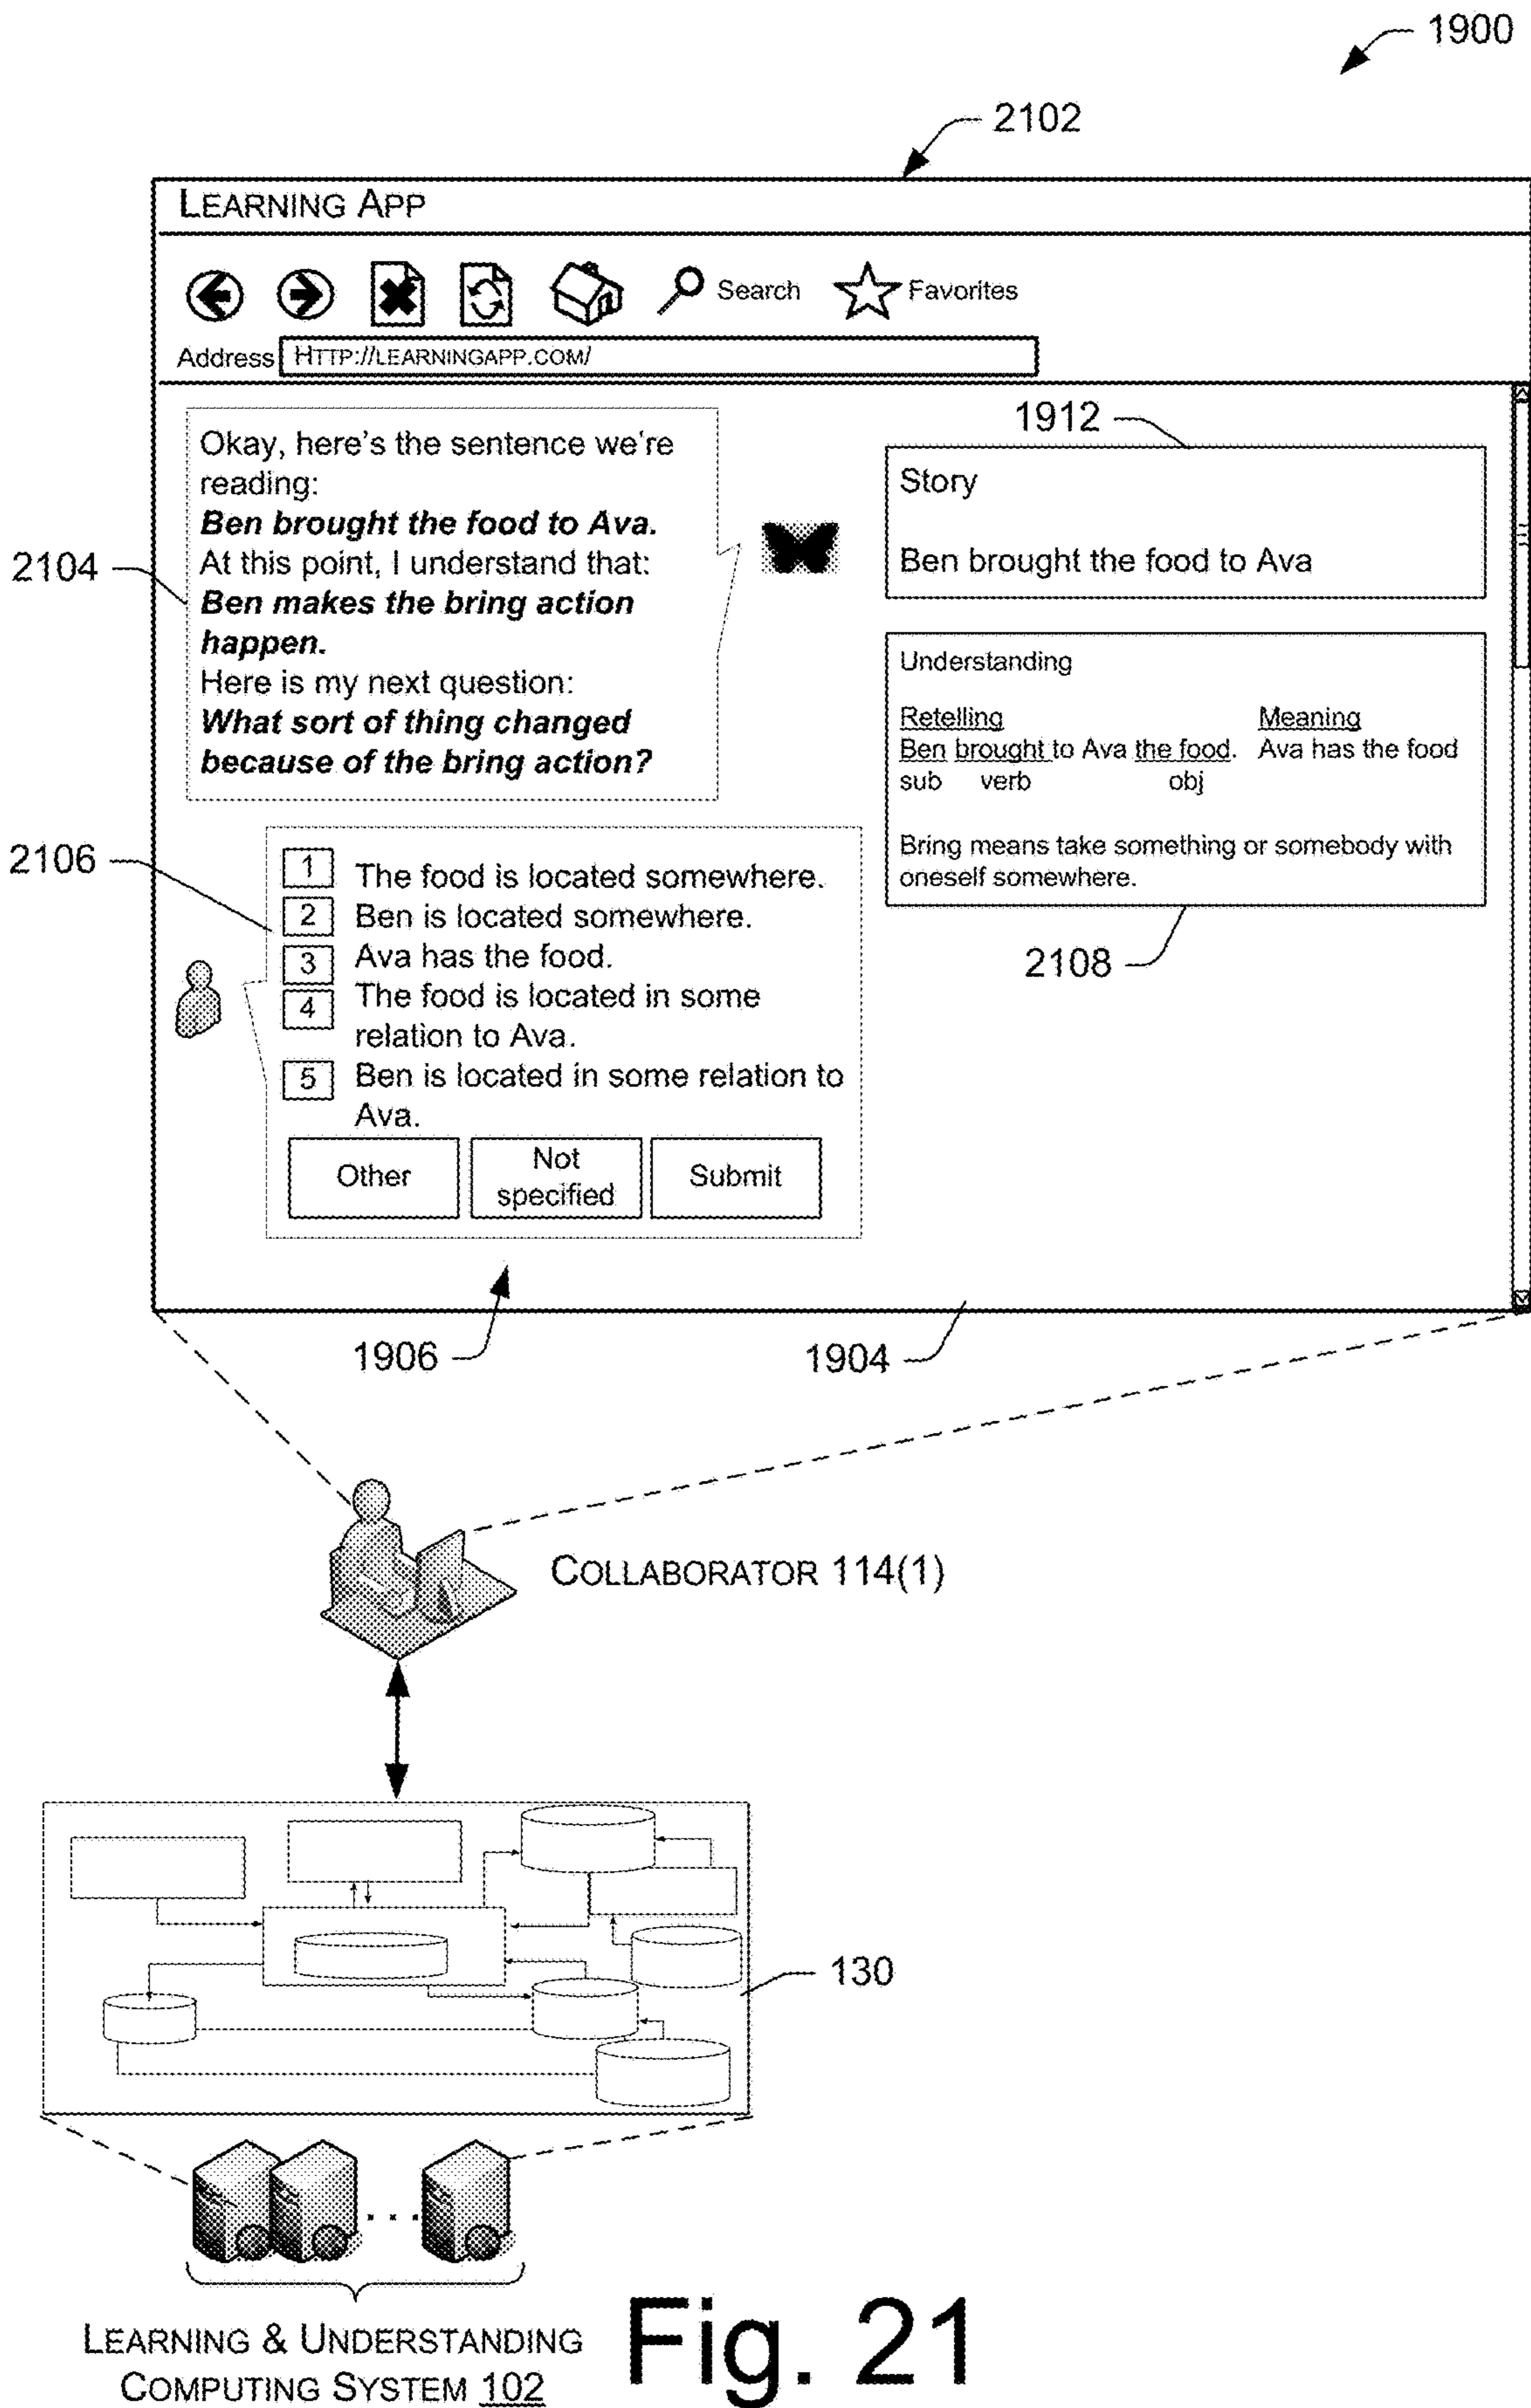 1900
2102
LEARNING APP
Search
Favorites
Address HTTP://LEARNINGAPP.COM/
1912
Okay, here's the sentence we're
reading:
Ben brought the food to Ava.
At this point, I understand that:
Ben makes the bring action
happen.
Here is my next question:
What sort of thing changed
because of the bring action?
2104
Story
Ben brought the food to Ava
Understanding
Retelling Meaning
Ben brought to Ava the food. Ava has the food
sub verb obj
Bring means take something or somebody with
oneself somewhere.
2108
2106
1 The food is located somewhere.
2 Ben is located somewhere.
3 Ava has the food.
4 The food is located in some
relation to Ava.
5 Ben is located in some relation to
Ava.
Other
Not
specified
Submit
1906
1904
COLLABORATOR 114(1)
130
...
LEARNING & UNDERSTANDING
COMPUTING SYSTEM 102
Fig. 21